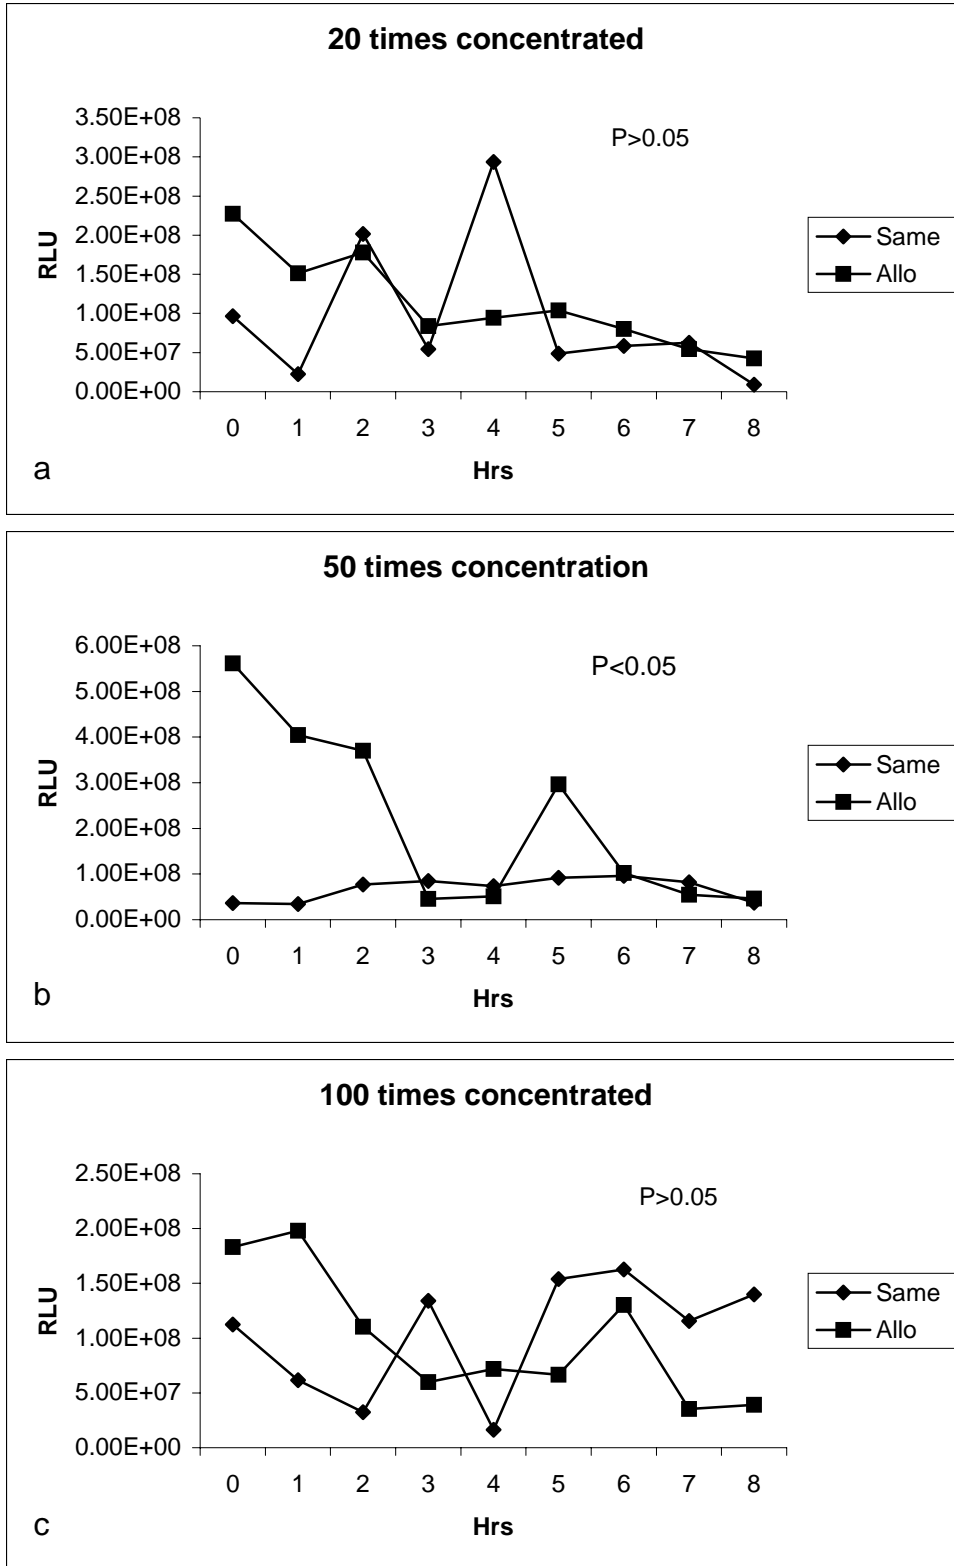 20 times concentrated
3.50E+08
3.00E+08
2.50E+08
2.00E+08
1.50E+08
1.00E+08
5.00E+07
0.00E+00
RLU
P>0.05
Same
Allo
0 1 2 3 4 5 6 7 8
Hrs
a
50 times concentration
6.00E+08
5.00E+08
4.00E+08
3.00E+08
2.00E+08
1.00E+08
0.00E+00
RLU
P<0.05
Same
Allo
0 1 2 3 4 5 6 7 8
Hrs
b
100 times concentrated
2.50E+08
2.00E+08
1.50E+08
1.00E+08
5.00E+07
0.00E+00
RLU
P>0.05
Same
Allo
0 1 2 3 4 5 6 7 8
Hrs
c